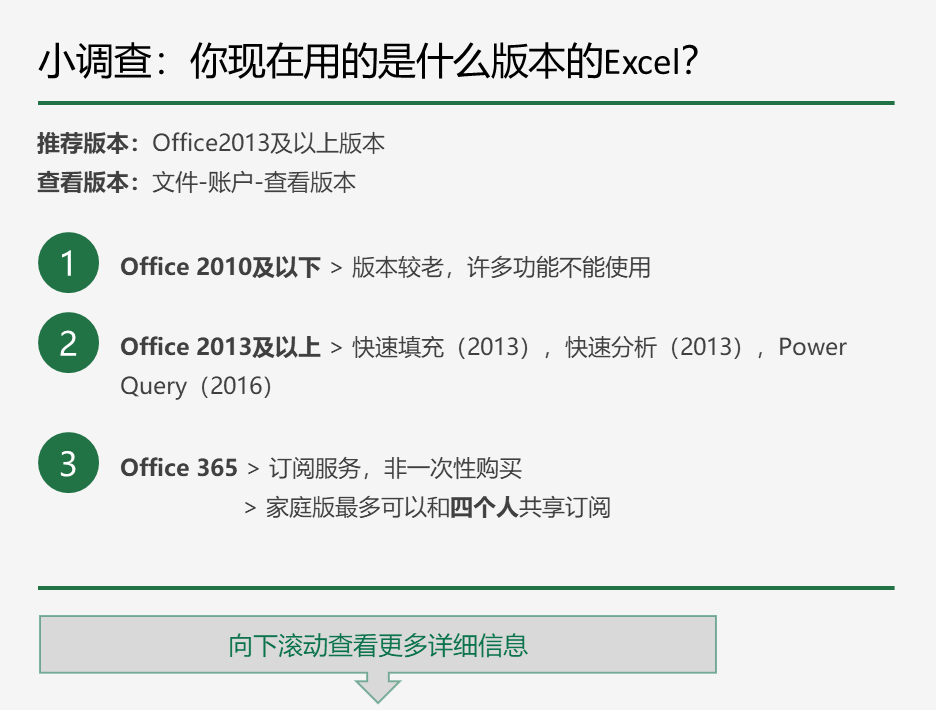 小调查：你现在用的是什么版本的Excel？
推荐版本：Office2013及以上版本
查看版本：文件-账户-查看版本
1
Office 2010及以下 > 版本较老，许多功能不能使用
2
Office 2013及以上 > 快速填充（2013），快速分析（2013），Power
Query（2016）
3
Office 365 > 订阅服务，非一次性购买
> 家庭版最多可以和四个人共享订阅
向下滚动查看更多详细信息